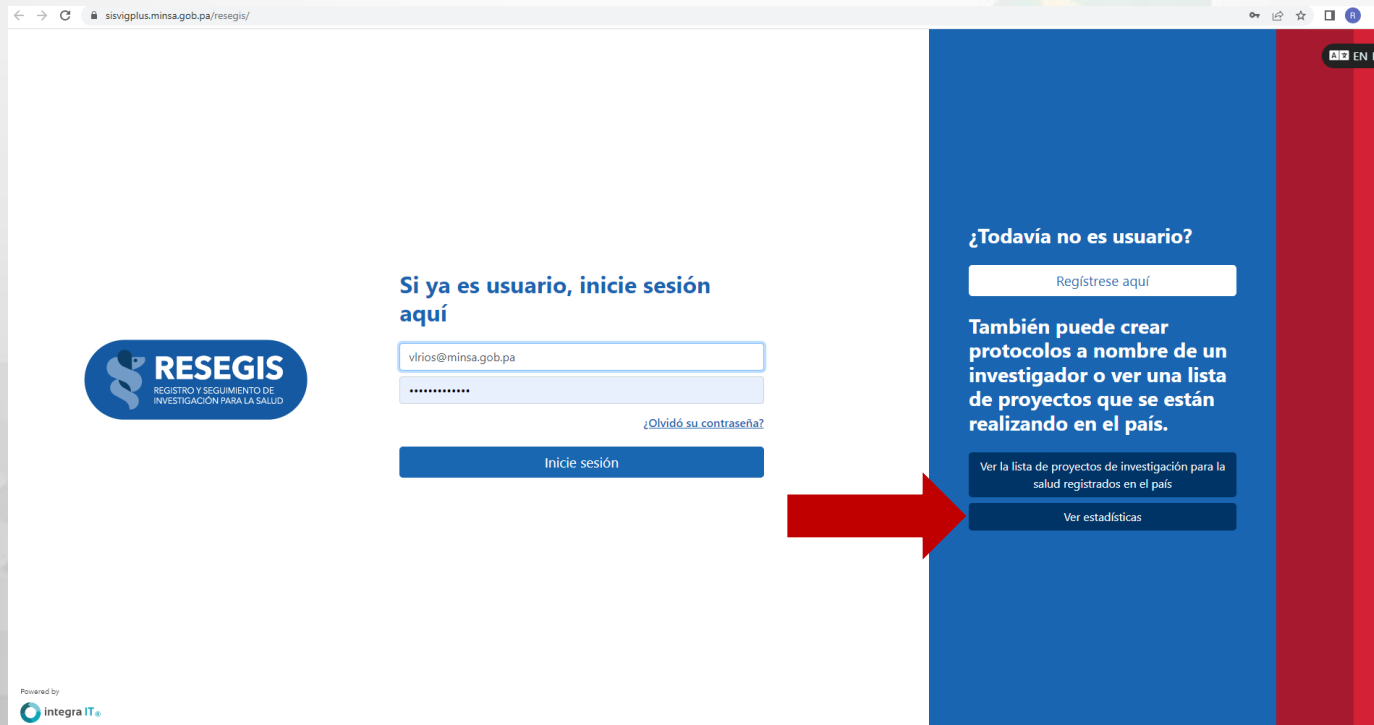 sisvigplus.minsa.gob.pa/resegis/
R
EN
¿Todavía no es usuario?
Regístrese aquí
Si ya es usuario, inicie sesión
aquí
vlrios@minsa.gob.pa
•••••••••••••
¿Olvidó su contraseña?
Inicie sesión
RESEGIS
REGISTRO Y SEGUIMIENTO DE
INVESTIGACIÓN PARA LA SALUD
También puede crear
protocolos a nombre de un
investigador o ver una lista
de proyectos que se están
realizando en el país.
Ver la lista de proyectos de investigación para la
salud registrados en el país
Ver estadísticas
Powered by
integra IT®